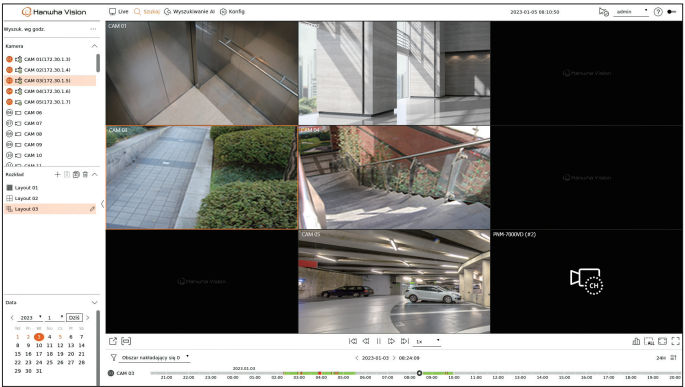 Hanwha Vision
Live Szukaj Wyszukiwanie AI Konfig
2023-01-05 08:10:50
admin
Wyszuk. wg godz.
Kamera
CAM 01(172.30.1.3)
CAM 02(172.30.1.4)
CAM 03(172.30.1.5)
CAM 04(172.30.1.6)
CAM 05(172.30.1.7)
CAM 06
CAM 07
CAM 08
CAM 09
CAM 10
CAM 11
Rozkład
Layout 01
Layout 02
Layout 03
Data
2023 1 Dziś
1 2 3 4 5 6 7
8 9 10 11 12 13 14
15 16 17 18 19 20 21
22 23 24 25 26 27 28
29 30 31
CAM 01
Hanwha Vision
CAM 03
CAM 04
Hanwha Vision
Hanwha Vision
CAM 05
PNM-7000VD (#2)
CH
1x
ALL
Obszar nakładający się 0
2023-01-03 08:24:09
24H
CAM 03
2023.01.03
21:00 22:00 23:00 00:00 01:00 02:00 03:00 04:00 05:00 06:00 07:00 08:00 09:00 10:00 11:00 12:00 13:00 14:00 15:00 16:00 17:00 18:00 19:00 20:00